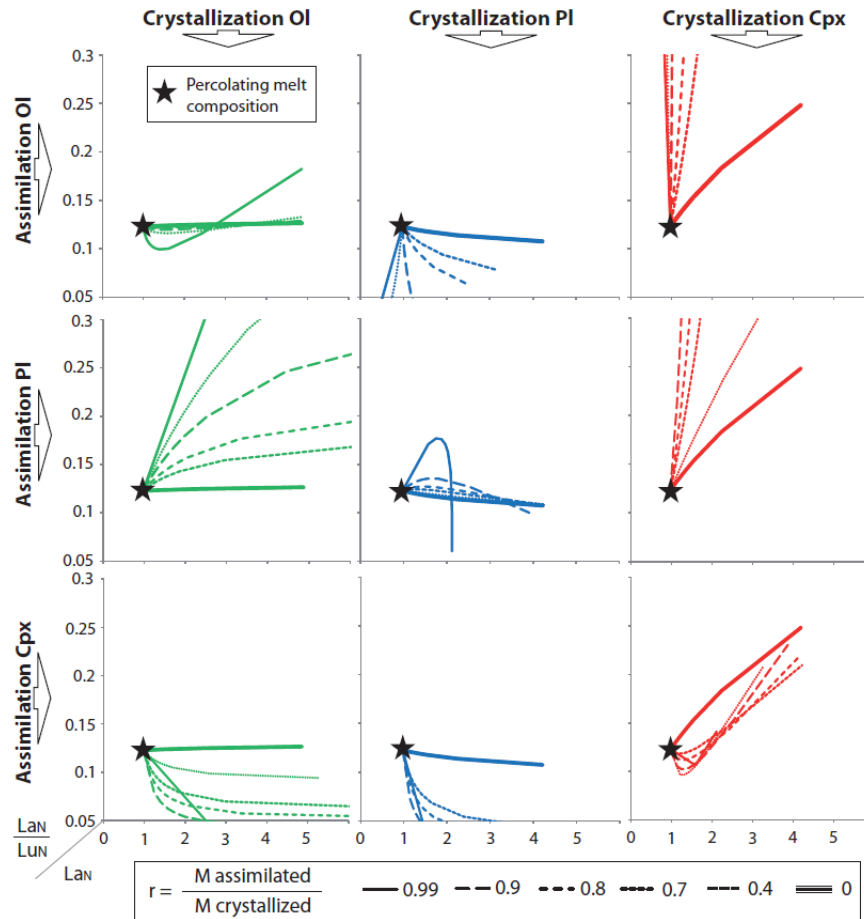 Crystallization Ol
Crystallization Pl
Crystallization Cpx
Assimilation Ol
0.3
0.25
0.2
0.15
0.1
0.05
Percolating melt
composition
Assimilation Pl
0.3
0.25
0.2
0.15
0.1
0.05
Assimilation Cpx
0.3
0.25
0.2
0.15
0.1
0.05
0 1 2 3 4 5
0 1 2 3 4 5
0 1 2 3 4 5
LaN
LuN
LaN
r = M assimilated
M crystallized
0.99 0.9 0.8 0.7 0.4 0